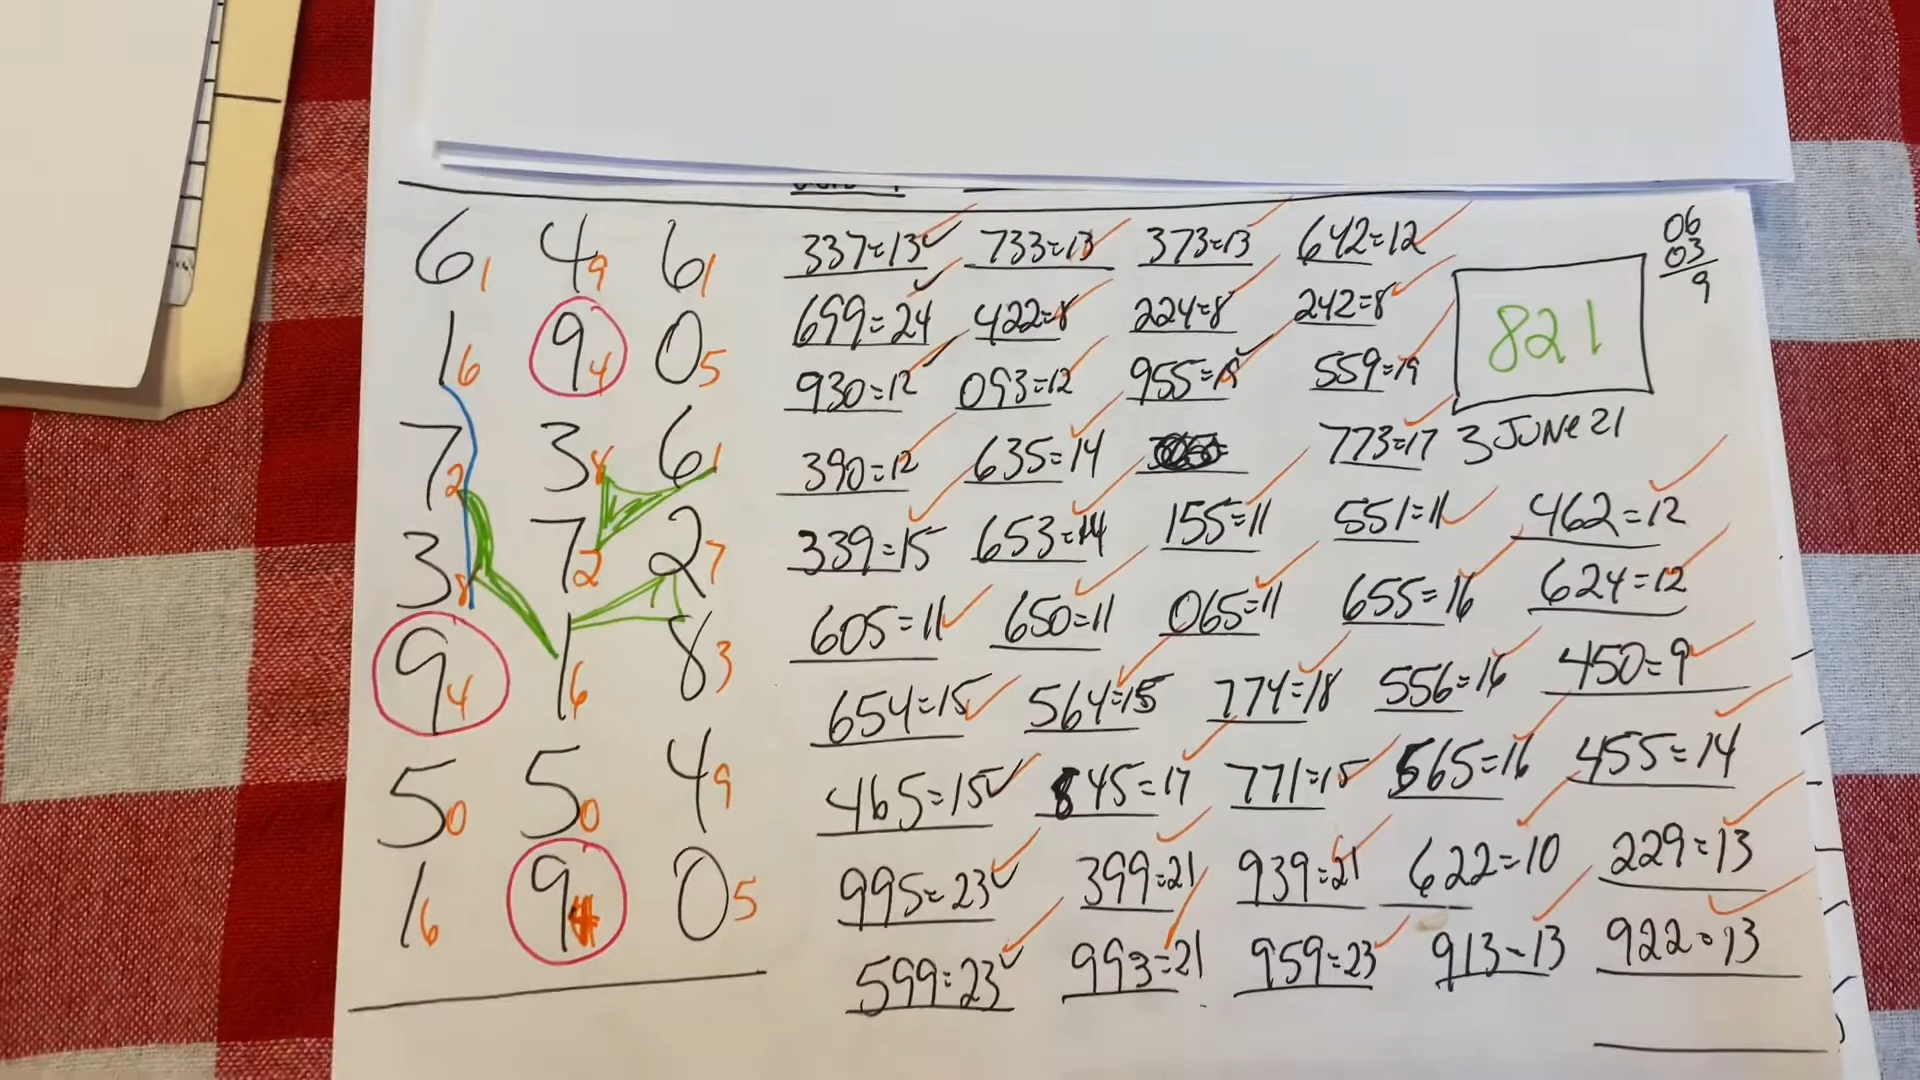 6 1 4 9 6 1
1 6 9 4 0 5
7 2 3 8 6 1
3 8 7 2 2 7
9 4 1 6 8 3
5 0 5 0 4 9
1 6 9 4 0 5
337=13 733=13 373=13 642=12
699=24 422=8 224=8 242=8
930=12 093=12 955=19 559=19
390=12 635=14 773=17
339=15 653=14 155=11 551=11 462=12
605=11 650=11 065=11 655=16 624=12
654=15 564=15 774=18 556=16 450=9
465=15 845=17 771=15 565=16 455=14
995=23 399=21 939=21 622=10 229=13
599=23 993=21 959=23 913-13 922=13
06
03
9
821
3 JUNE 21